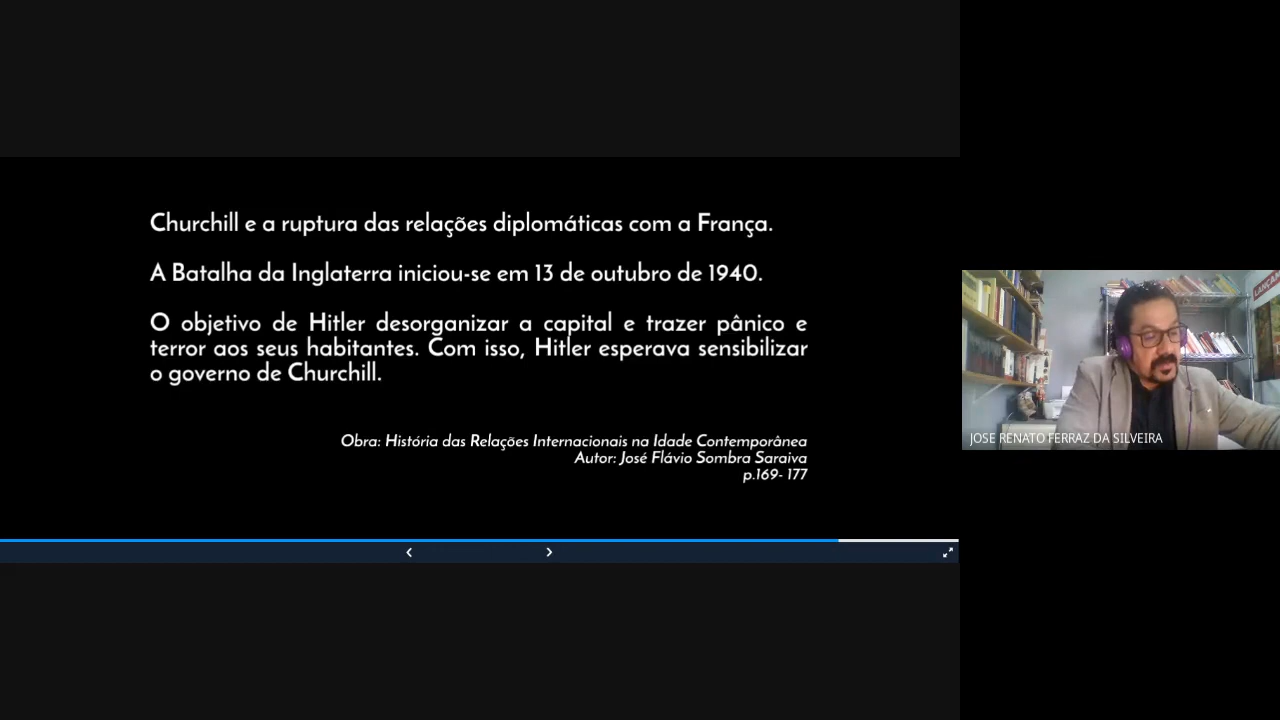 Churchill e a ruptura das relações diplomáticas com a França.
A Batalha da Inglaterra iniciou-se em 13 de outubro de 1940.
O objetivo de Hitler desorganizar a capital e trazer pânico e
terror aos seus habitantes. Com isso, Hitler esperava sensibilizar
o governo de Churchill.
Obra: História das Relações Internacionais na Idade Contemporânea
Autor: José Flávio Sombra Saraiva
p.169- 177
JOSE RENATO FERRAZ DA SILVEIRA